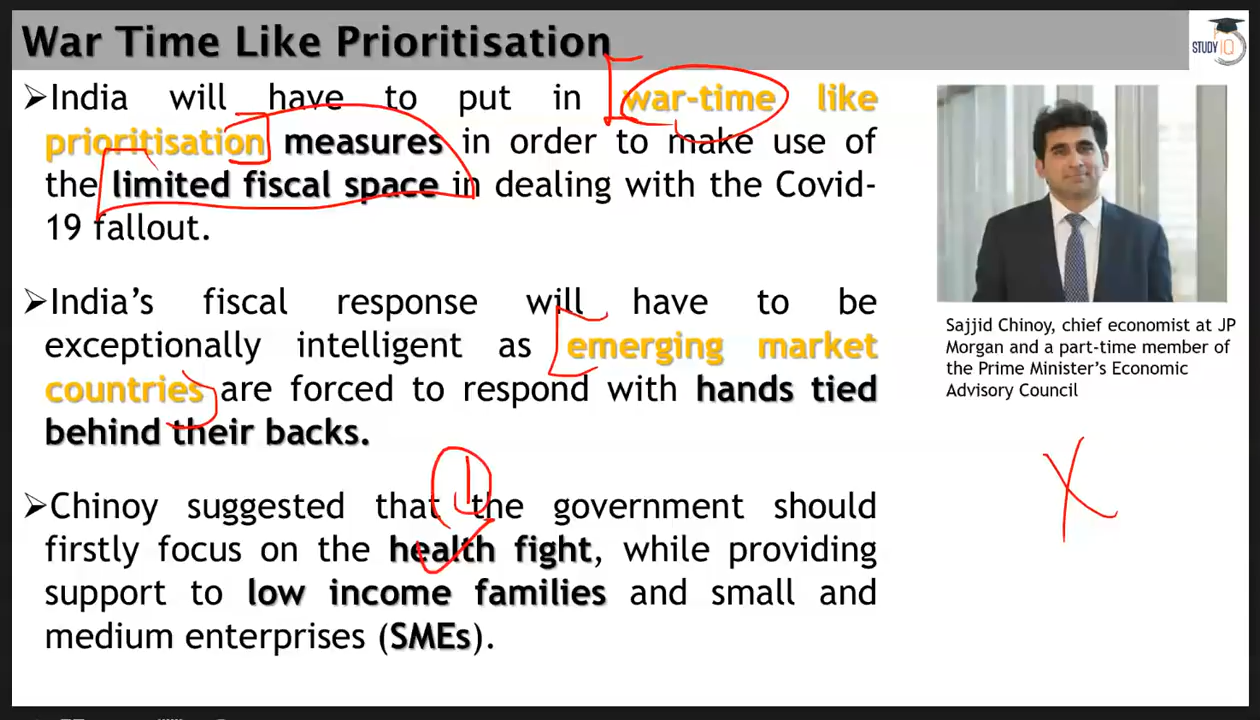 War Time Like Prioritisation
STUDY IQ
➢India will have to put in war-time like
prioritisation measures in order to make use of
the limited fiscal space in dealing with the Covid-
19 fallout.
➢India’s fiscal response will have to be
exceptionally intelligent as emerging market
countries are forced to respond with hands tied
behind their backs.
➢Chinoy suggested that the government should
firstly focus on the health fight, while providing
support to low income families and small and
medium enterprises (SMEs).
Sajjid Chinoy, chief economist at JP
Morgan and a part-time member of
the Prime Minister’s Economic
Advisory Council
1
X